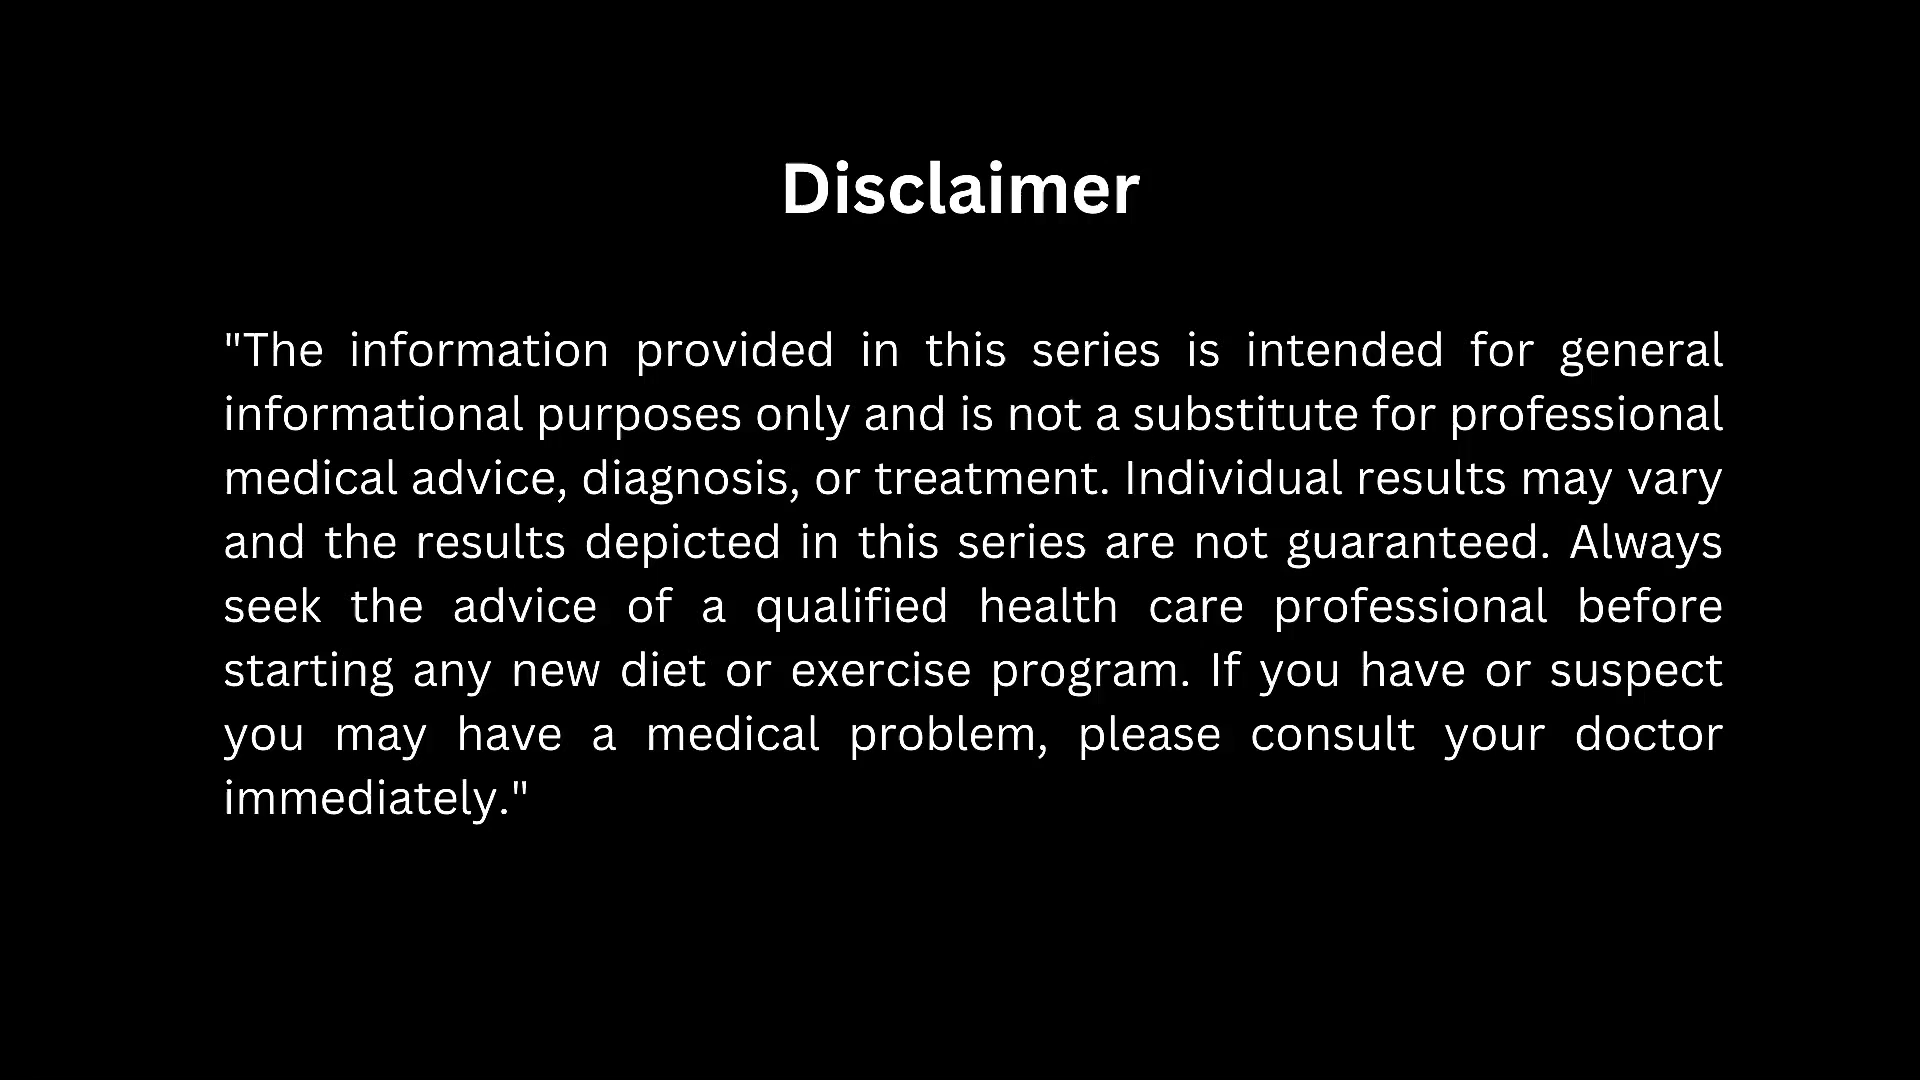 Disclaimer
"The information provided in this series is intended for general
informational purposes only and is not a substitute for professional
medical advice, diagnosis, or treatment. Individual results may vary
and the results depicted in this series are not guaranteed. Always
seek the advice of a qualified health care professional before
starting any new diet or exercise program. If you have or suspect
you may have a medical problem, please consult your doctor
immediately."